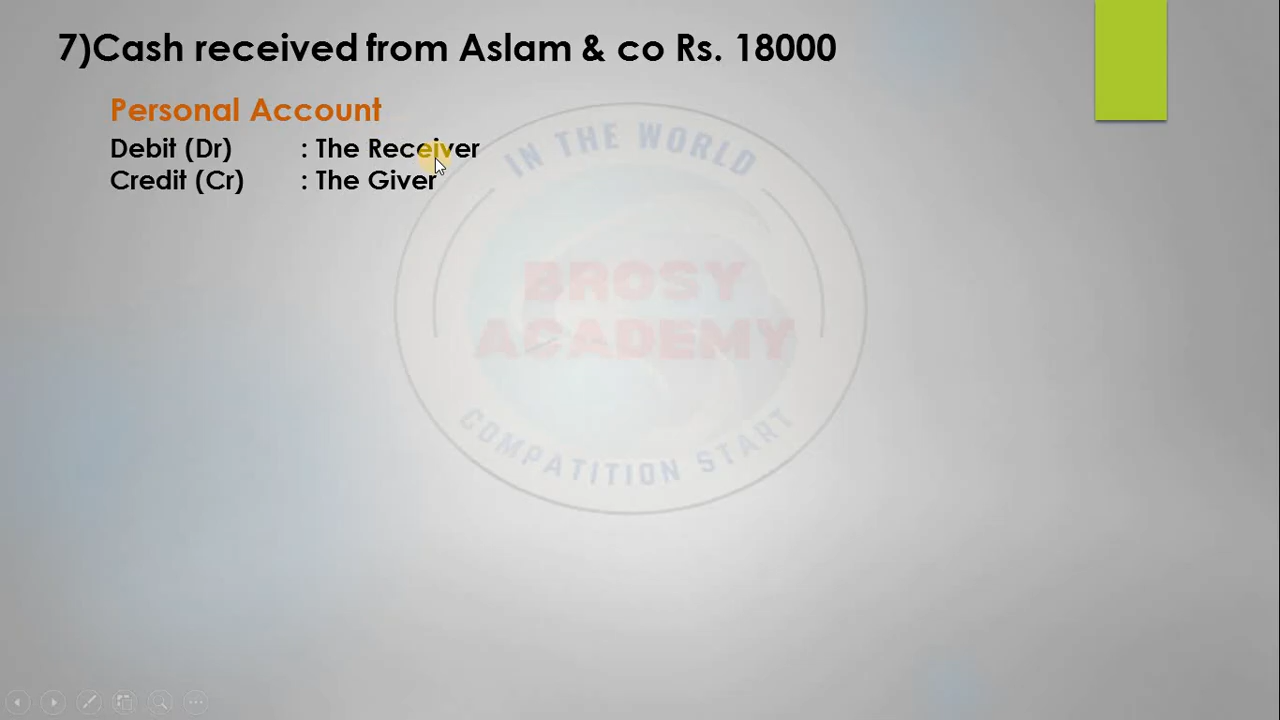 7)Cash received from Aslam & co Rs. 18000
Personal Account
Debit (Dr) : The Receiver
Credit (Cr) : The Giver
IN THE WORLD
BROSY
ACADEMY
COMPATITION START